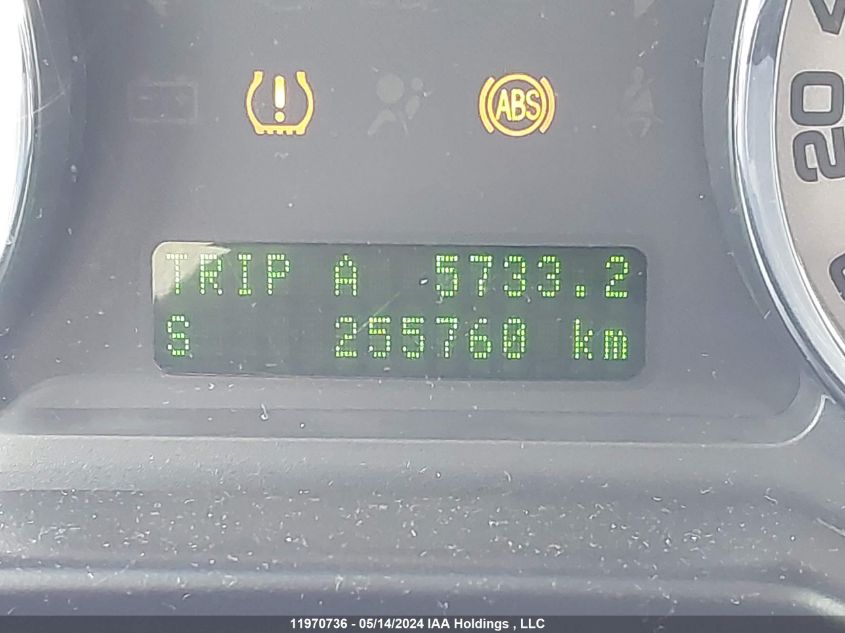 ABS
20
TRIP A 5733.2
S 255760 km
11970736 - 05/14/2024 IAA Holdings , LLC